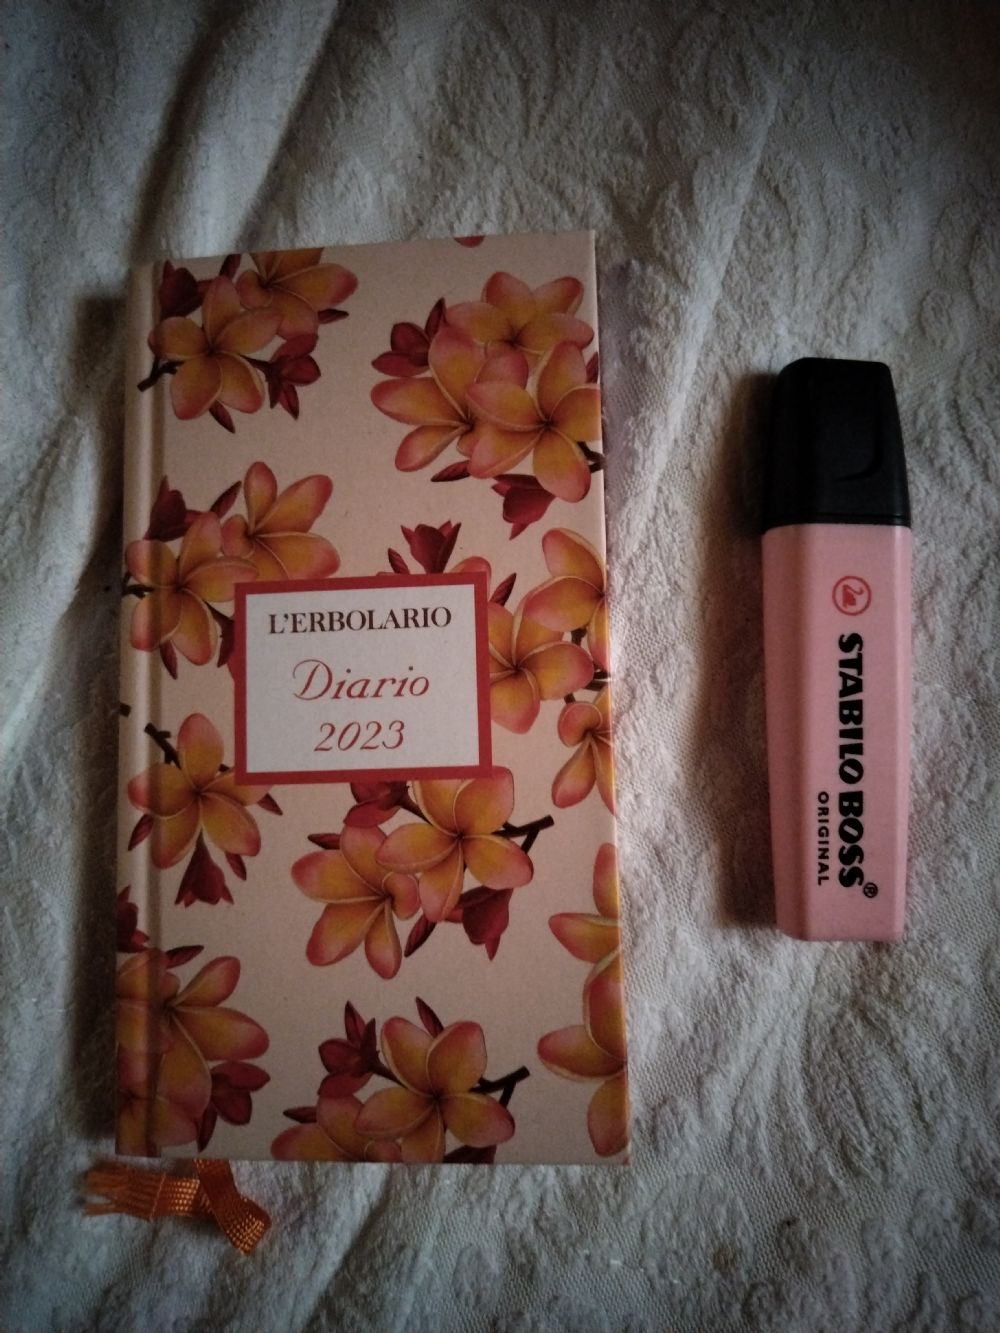 L'ERBOLARIO
Diario
2023
STABILO BOSS®
ORIGINAL